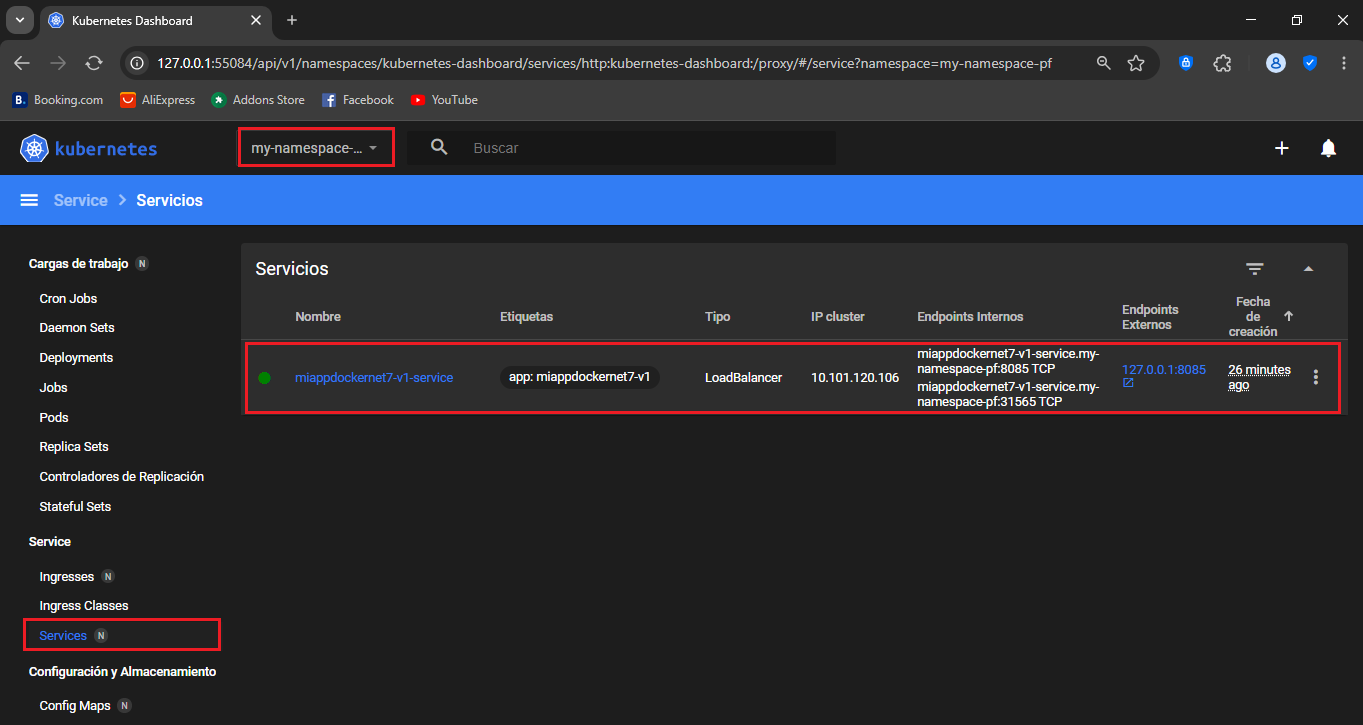 Kubernetes Dashboard
127.0.0.1:55084/api/v1/namespaces/kubernetes-dashboard/services/http:kubernetes-dashboard:/proxy/#/service?namespace=my-namespace-pf
B. Booking.com AliExpress Addons Store Facebook YouTube
kubernetes my-namespace-... Buscar
Service Servicios
Cargas de trabajo N
Cron Jobs
Daemon Sets
Deployments
Jobs
Pods
Replica Sets
Controladores de Replicación
Stateful Sets
Service
Ingresses N
Ingress Classes
Services N
Configuración y Almacenamiento
Config Maps N
Servicios
Nombre Etiquetas Tipo IP cluster Endpoints Internos
Endpoints
Externos
Fecha
de
creación
miappdockernet7-v1-service app: miappdockernet7-v1 LoadBalancer 10.101.120.106
miappdockernet7-v1-service.my-
namespace-pf:8085 TCP
miappdockernet7-v1-service.my-
namespace-pf:31565 TCP
127.0.0.1:8085
26 minutes
ago